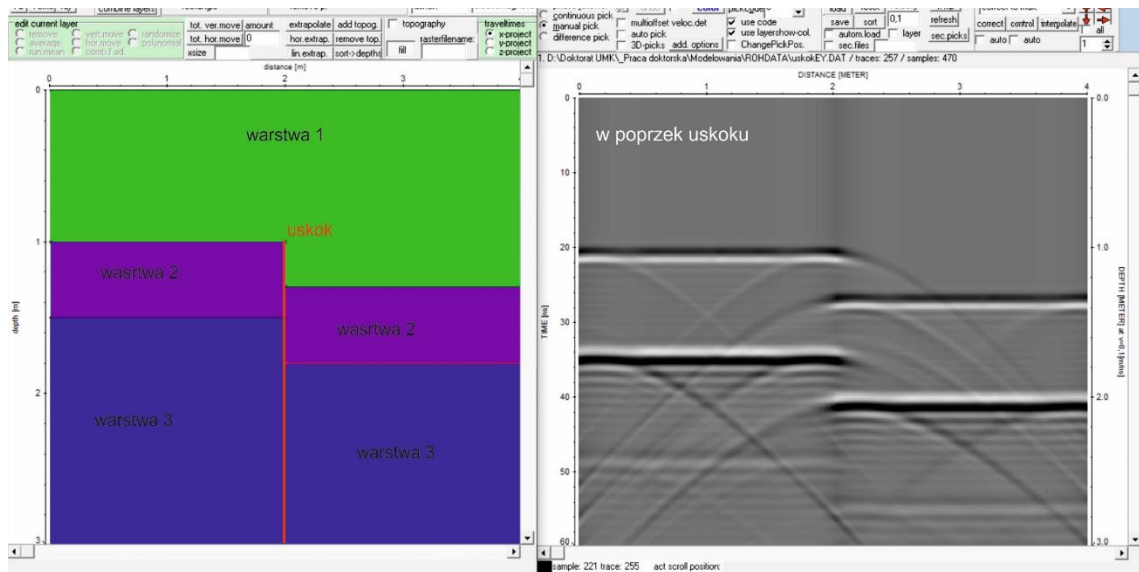 edit current layer
remove vert.move randomize
average hor.move polynomial
run.mean comb.f.ad.
combine layers
tot. ver.move amount
tot. hor.move 0
xsize
extrapolate add topog.
hor.extrap. remove top.
lin.extrap. sort->depths
topography
rasterfilename:
fill
traveltimes
x-project
y-project
z-project
distance [m]
0 1 2 3
depth [m]
0
1
2
3
warstwa 1
uskok
wasrtwa 2
wasrtwa 2
warstwa 3
warstwa 3
continuous pick
manual pick
difference pick
multioffset veloc.det
auto pick
3D-picks add. options
use code
use layershow-col.
ChangePickPos.
save sort 0,1 refresh
autom.load layer sec.picks
sec.files
correct control interpolate
auto auto
all
1
1. D:\Doktorat UMK\_Praca doktorska\Modelowania\ROHDATA\uskokEY.DAT / traces: 257 / samples: 470
DISTANCE [METER]
0 1 2 3 4
w poprzek uskoku
TIME [ns]
0
10
20
30
40
50
60
DEPTH [METER] at v=0.1[m/ns]
0.0
1.0
2.0
3.0
sample: 221 trace: 255 act scroll position: